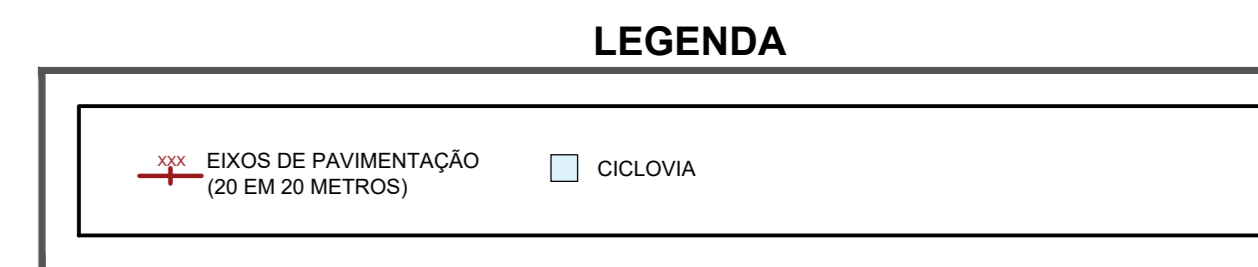 LEGENDA
xxx EIXOS DE PAVIMENTAÇÃO
(20 EM 20 METROS)
CICLOVIA